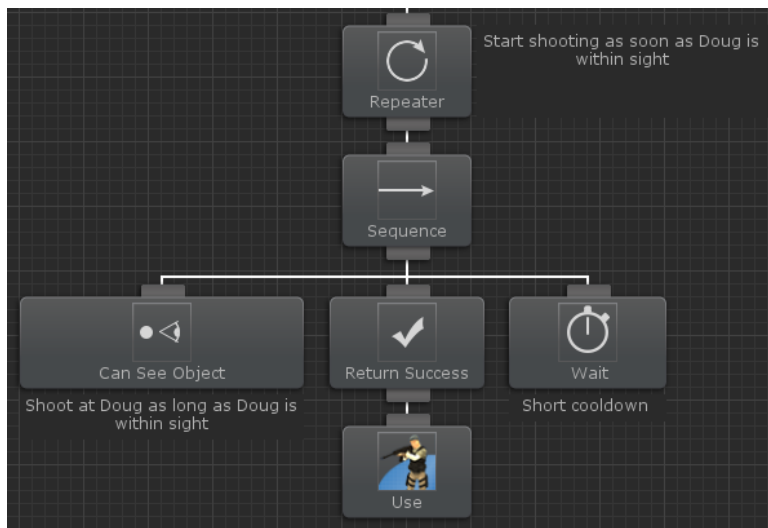 Start shooting as soon as Doug is
within sight
Repeater
Sequence
Can See Object
Return Success
Wait
Shoot at Doug as long as Doug is
within sight
Short cooldown
Use